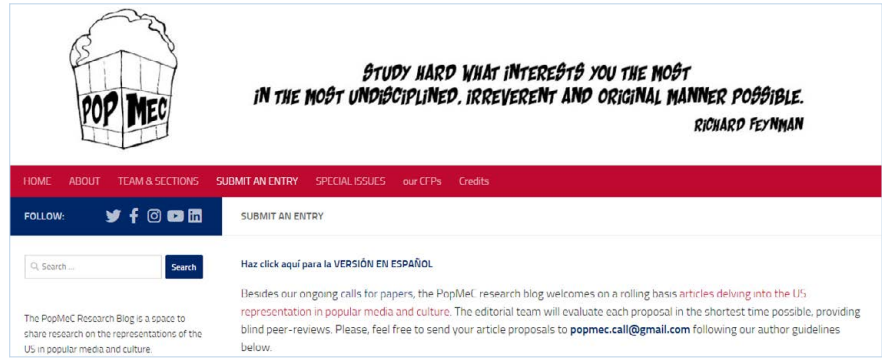 POP MEC
STUDY HARD WHAT iNTERESTS YOU THE MOST
iN THE MOST UNDiSCiPLiNED, iRREVERENT AND ORiGiNAL MANNER POSSiBLE.
RiCHARD FEYNMAN
HOME ABOUT TEAM & SECTIONS SUBMIT AN ENTRY SPECIAL ISSUES our CFPs Credits
FOLLOW:
SUBMIT AN ENTRY
Search ...
Search
The PopMeC Research Blog is a space to
share research on the representations of the
US in popular media and culture.
Haz click aquí para la VERSIÓN EN ESPAÑOL
Besides our ongoing calls for papers, the PopMeC research blog welcomes on a rolling basis articles delving into the US
representation in popular media and culture. The editorial team will evaluate each proposal in the shortest time possible, providing
blind peer-reviews. Please, feel free to send your article proposals to popmec.call@gmail.com following our author guidelines
below.